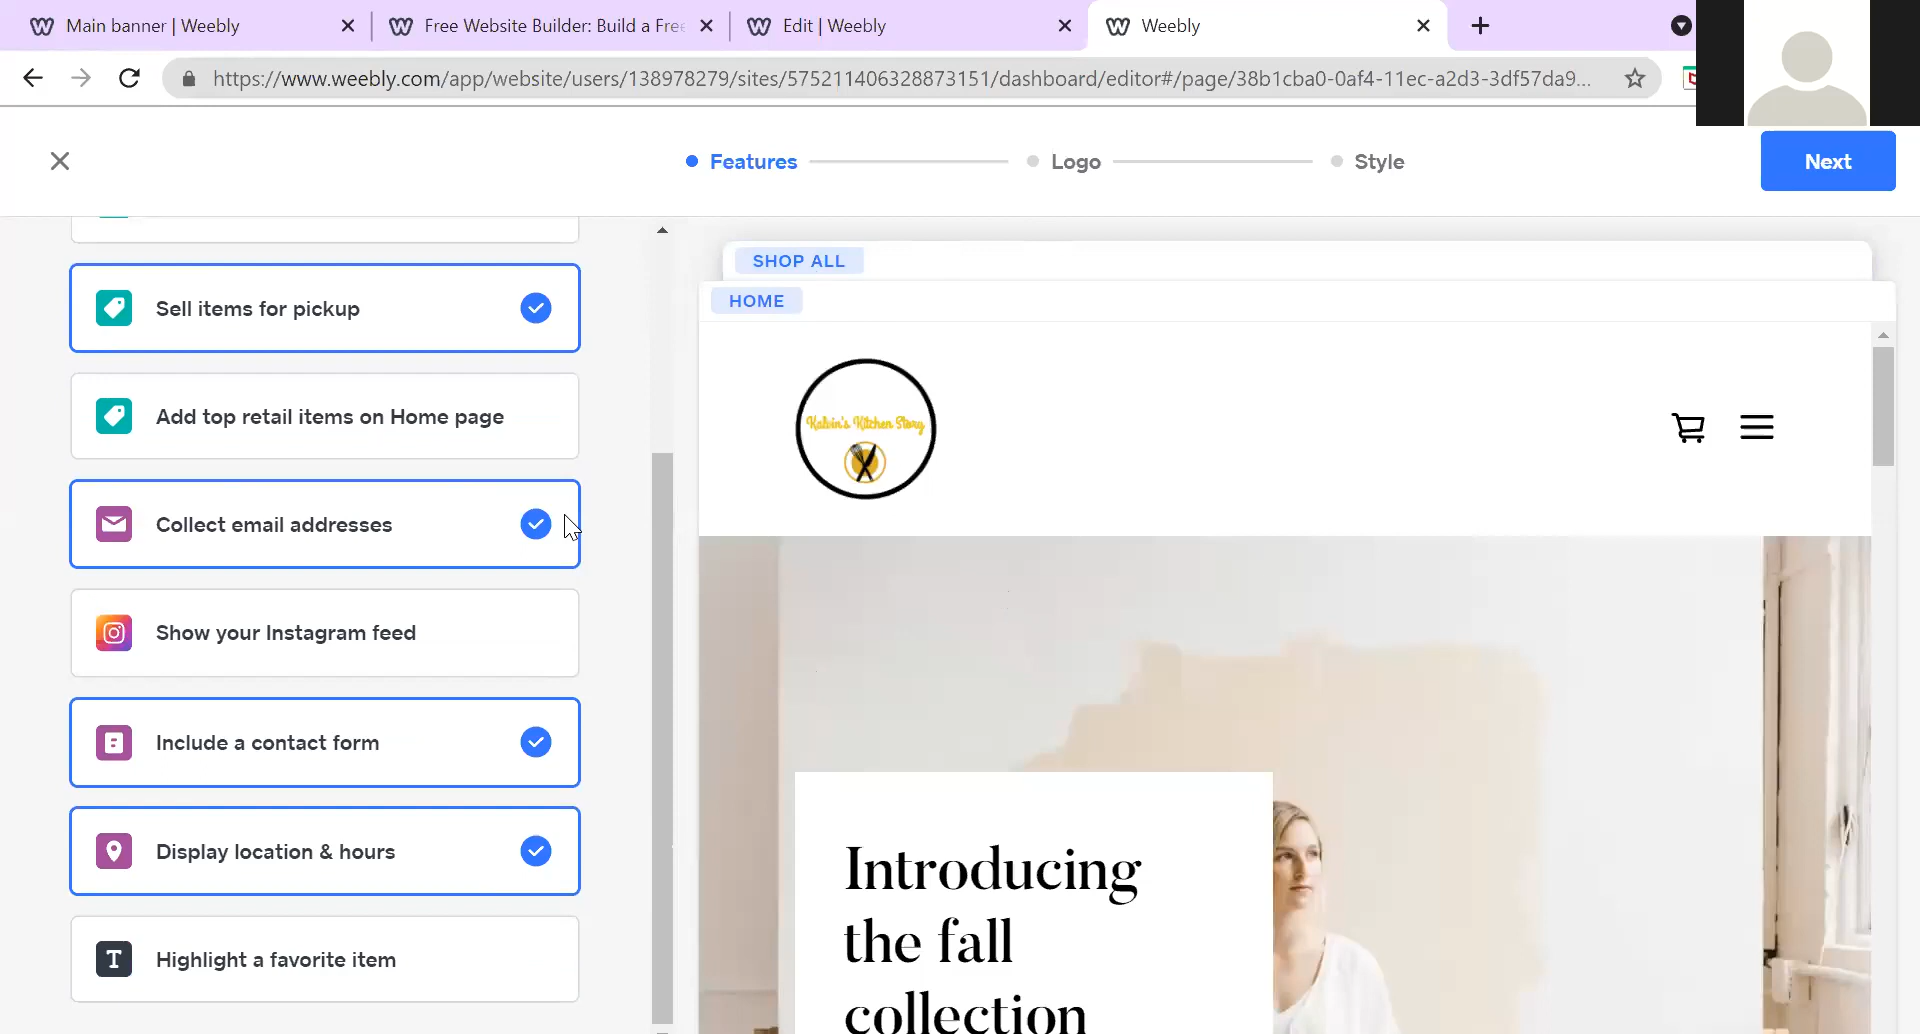 Main banner | Weebly
Free Website Builder: Build a Free
Edit | Weebly
Weebly
https://www.weebly.com/app/website/users/138978279/sites/575211406328873151/dashboard/editor#/page/38b1cba0-0af4-11ec-a2d3-3df57da9...
Features
Logo
Style
Next
Sell items for pickup
Add top retail items on Home page
Collect email addresses
Show your Instagram feed
Include a contact form
Display location & hours
Highlight a favorite item
SHOP ALL
HOME
Kalvin's Kitchen Story
Introducing
the fall
collection